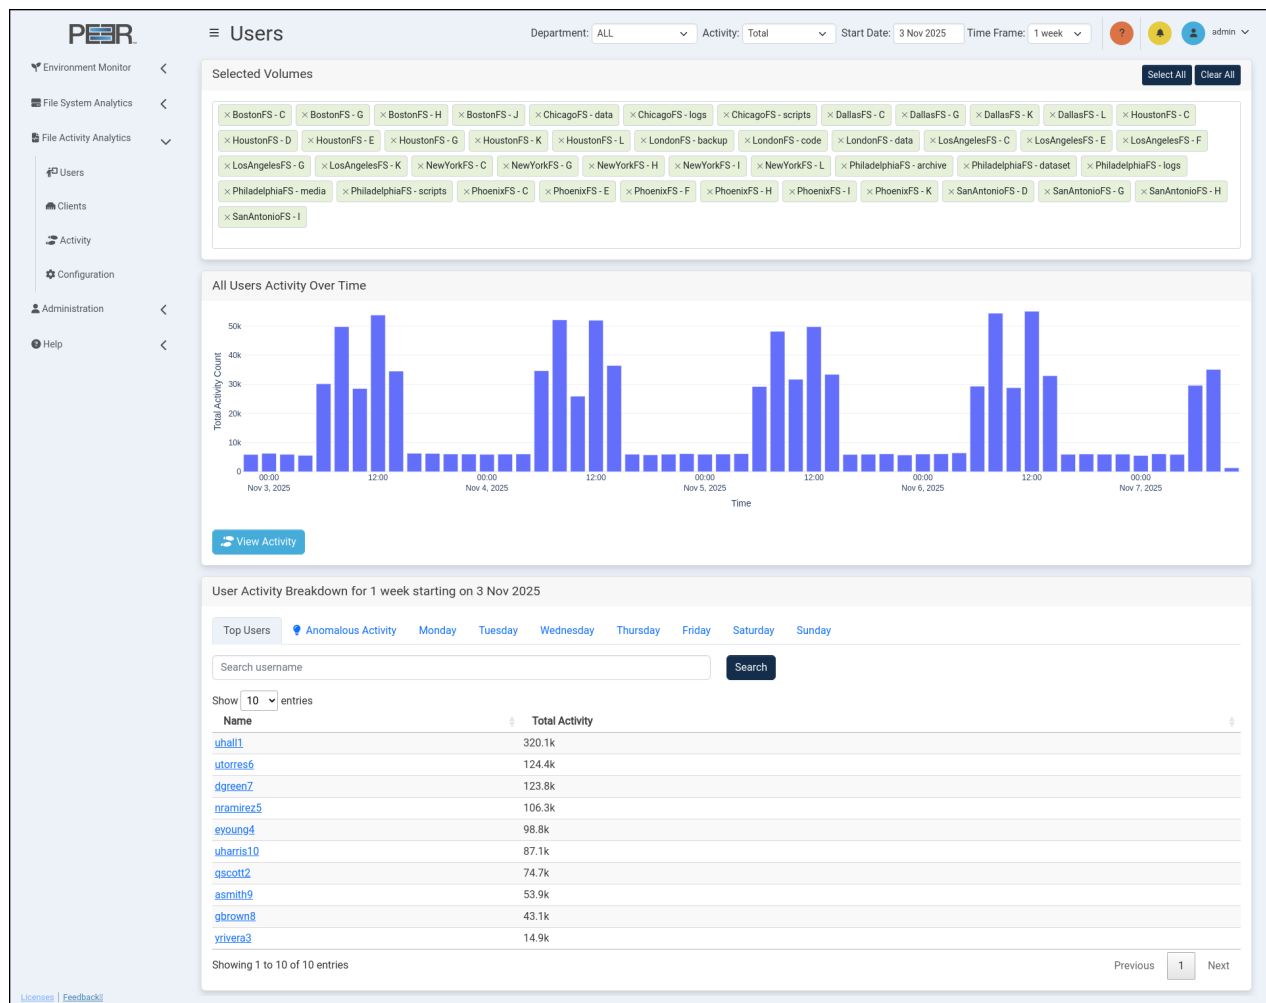 PEER
Users
Department: ALL Activity: Total Start Date: 3 Nov 2025 Time Frame: 1 week ? admin
Environment Monitor
File System Analytics
File Activity Analytics
Users
Clients
Activity
Configuration
Administration
Help
Licenses | Feedback
Selected Volumes Select All Clear All
× BostonFS - C × BostonFS - G × BostonFS - H × BostonFS - J × ChicagoFS - data × ChicagoFS - logs × ChicagoFS - scripts × DallasFS - C × DallasFS - G × DallasFS - K × DallasFS - L × HoustonFS - C
× HoustonFS - D × HoustonFS - E × HoustonFS - G × HoustonFS - K × HoustonFS - L × LondonFS - backup × LondonFS - code × LondonFS - data × LosAngelesFS - C × LosAngelesFS - E × LosAngelesFS - F
× LosAngelesFS - G × LosAngelesFS - K × NewYorkFS - C × NewYorkFS - G × NewYorkFS - H × NewYorkFS - I × NewYorkFS - L × PhiladelphiaFS - archive × PhiladelphiaFS - dataset × PhiladelphiaFS - logs
× PhiladelphiaFS - media × PhiladelphiaFS - scripts × PhoenixFS - C × PhoenixFS - E × PhoenixFS - F × PhoenixFS - H × PhoenixFS - I × PhoenixFS - K × SanAntonioFS - D × SanAntonioFS - G × SanAntonioFS - H
× SanAntonioFS - I
All Users Activity Over Time
Total Activity Count
50k
40k
30k
20k
10k
0
00:00 12:00 00:00 12:00 00:00 12:00 00:00 12:00 00:00
Nov 3, 2025 Nov 4, 2025 Nov 5, 2025 Nov 6, 2025 Nov 7, 2025
Time
View Activity
User Activity Breakdown for 1 week starting on 3 Nov 2025
Top Users Anomalous Activity Monday Tuesday Wednesday Thursday Friday Saturday Sunday
Search username Search
Show 10 entries
Name Total Activity
uhall1 320.1k
utorres6 124.4k
dgreen7 123.8k
nramirez5 106.3k
eyoung4 98.8k
uharris10 87.1k
qscott2 74.7k
asmith9 53.9k
gbrown8 43.1k
yrivera3 14.9k
Showing 1 to 10 of 10 entries Previous 1 Next